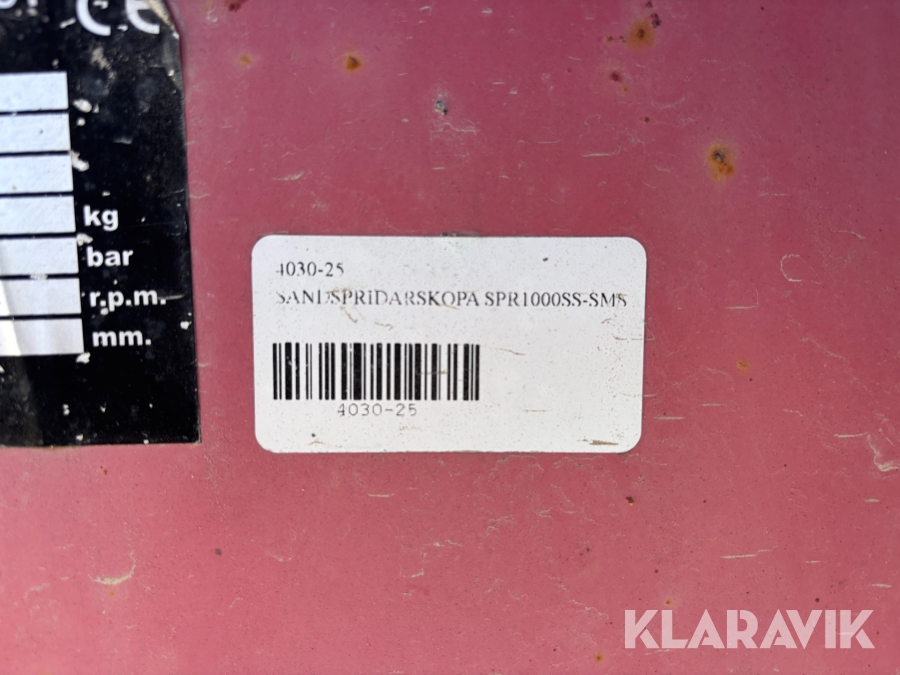 CE
kg
bar
r.p.m.
mm.
4030-25
SANDSPRIDARSKOPA SPR1000SS-SMS
4030-25
KLARAVIK